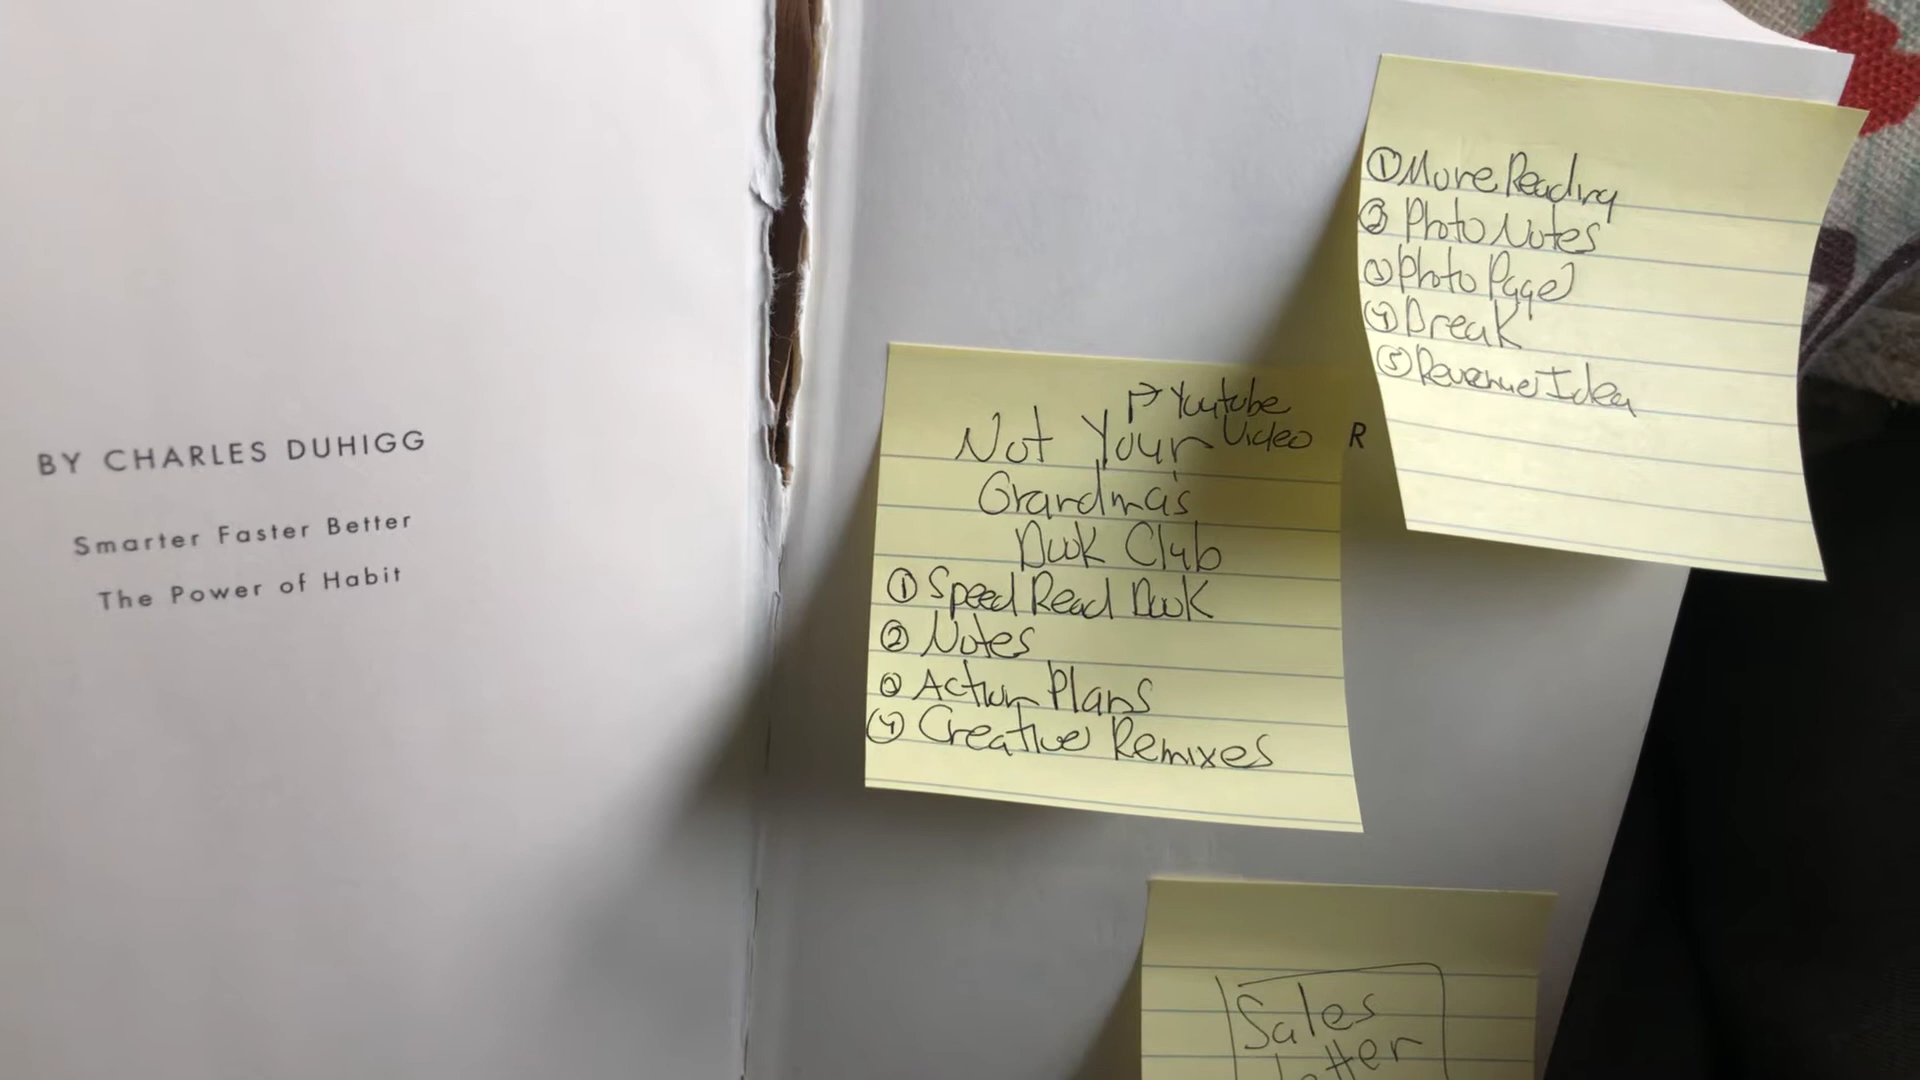 BY CHARLES DUHIGG
Smarter Faster Better
The Power of Habit
① More Reading
② Photo Notes
③ Photo Page
④ Break
⑤ Revenue Idea
→ Youtube
Video
Not Your
Grandmas
Book Club
① Speed Read Book
② Notes
③ Action Plans
④ Creative Remixes
R
Sales
Letter